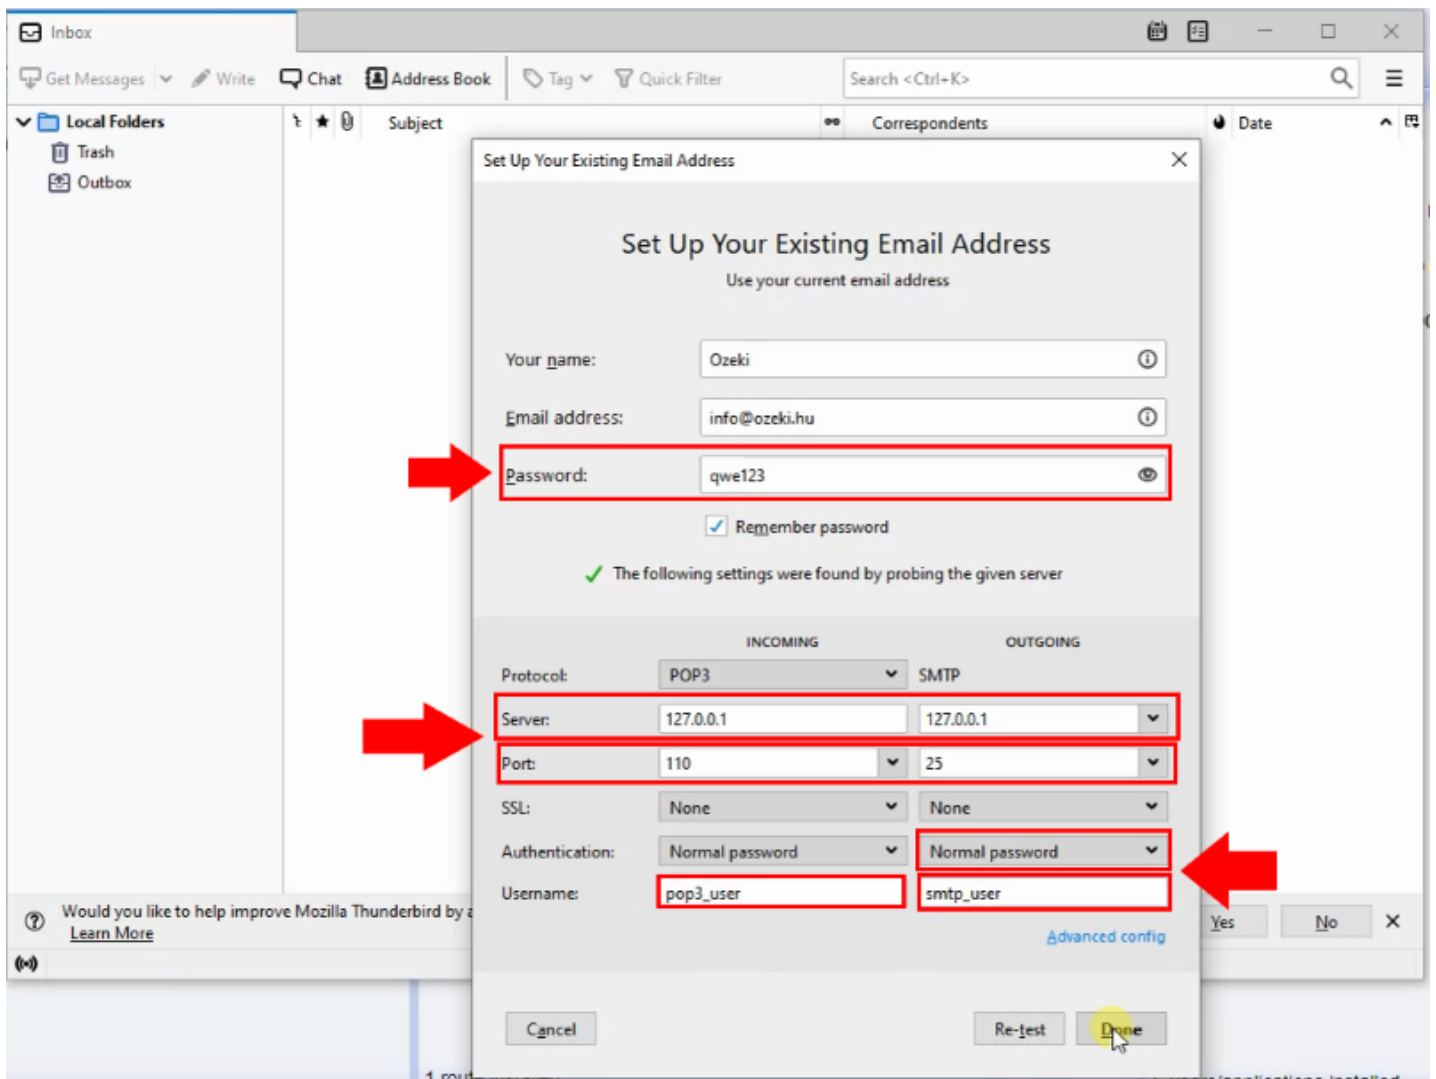 Inbox
Get Messages Write Chat Address Book Tag Quick Filter Search <Ctrl+K>
Local Folders
Subject Correspondents Date
Trash
Outbox
Set Up Your Existing Email Address
Set Up Your Existing Email Address
Use your current email address
Your name: Ozeki
Email address: info@ozeki.hu
Password: qwe123
Remember password
The following settings were found by probing the given server
INCOMING OUTGOING
Protocol: POP3 SMTP
Server: 127.0.0.1 127.0.0.1
Port: 110 25
SSL: None None
Authentication: Normal password Normal password
Username: pop3_user smtp_user
Would you like to help improve Mozilla Thunderbird by a
Learn More
Yes No
Advanced config
Cancel Re-test Done